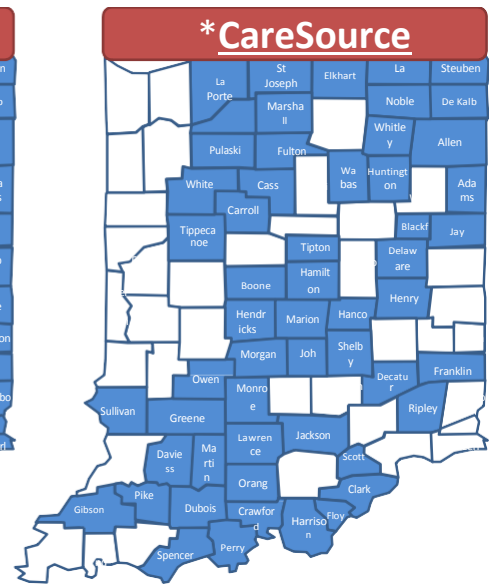 *CareSource
La
Porte
St
Joseph
Elkhart
La
Steuben
Marsha
ll
Noble
De Kalb
Whitle
y
Allen
Pulaski
Fulton
Wa
bas
Huntingt
on
Ada
ms
White
Cass
Carroll
Tippeca
noe
Blackf
Jay
Tipton
Delaw
are
Boone
Hamilt
on
Henry
Hendr
icks
Marion
Hanco
Morgan
Joh
Shelb
y
Owen
Monro
e
Decatu
r
Franklin
Sullivan
Greene
Ripley
Lawren
ce
Jackson
Davie
ss
Ma
rti
n
Scott
Orang
Clark
Gibson
Pike
Dubois
Crawfor
d
Harriso
n
Floy
Spencer
Perry